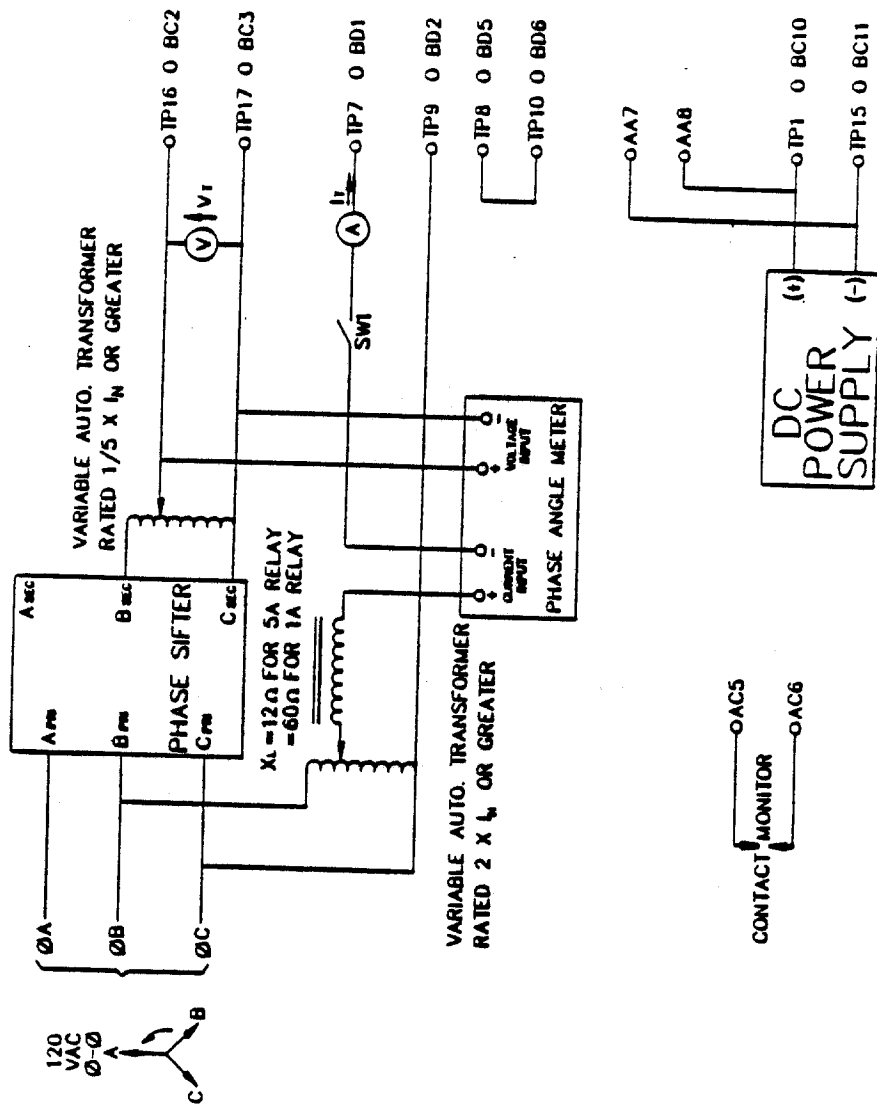 120
VAC
Ø-Ø
A
B
C
ØA
ØB
ØC
A PRI
B PRI
C PRI
PHASE SIFTER
A SEC
B SEC
C SEC
VARIABLE AUTO. TRANSFORMER
RATED 1/5 X IN OR GREATER
V
VT
TP16 O BC2
TP17 O BC3
XL =12Ω FOR 5A RELAY
=60Ω FOR 1A RELAY
SW1
A
IT
TP7 O BD1
TP9 O BD2
TP8 O BD5
TP10 O BD6
VARIABLE AUTO. TRANSFORMER
RATED 2 X IN OR GREATER
+ - + -
CURRENT
INPUT
VOLTAGE
INPUT
PHASE ANGLE METER
CONTACT MONITOR
AC5
AC6
DC
POWER
SUPPLY
(+)
(-)
AA7
AA8
TP1 O BC10
TP15 O BC11